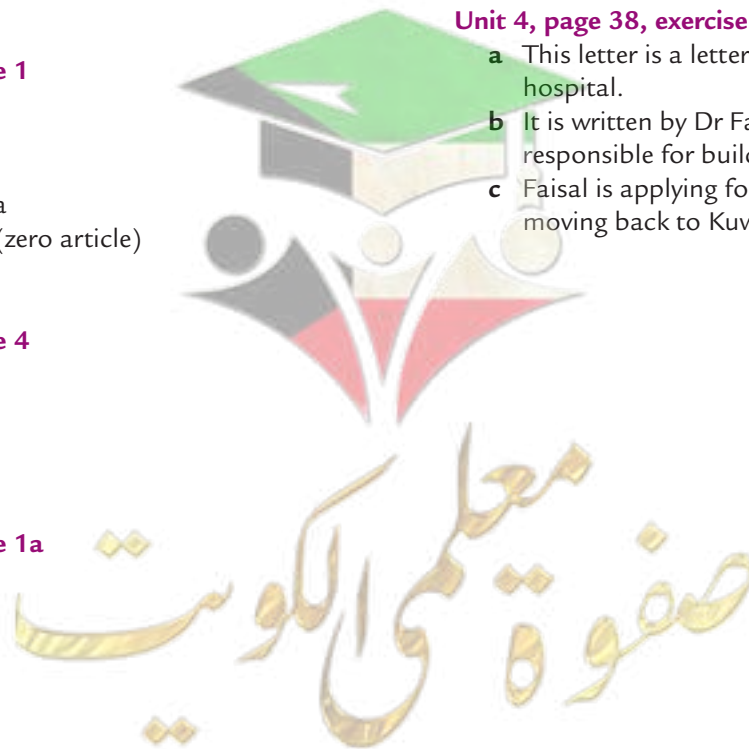 e 1
a
(zero article)
e 4
e 1a
Unit 4, page 38, exercise
a This letter is a letter
hospital.
b It is written by Dr Fa
responsible for build
c Faisal is applying fo
moving back to Kuw
صفوة معلمى الكويت